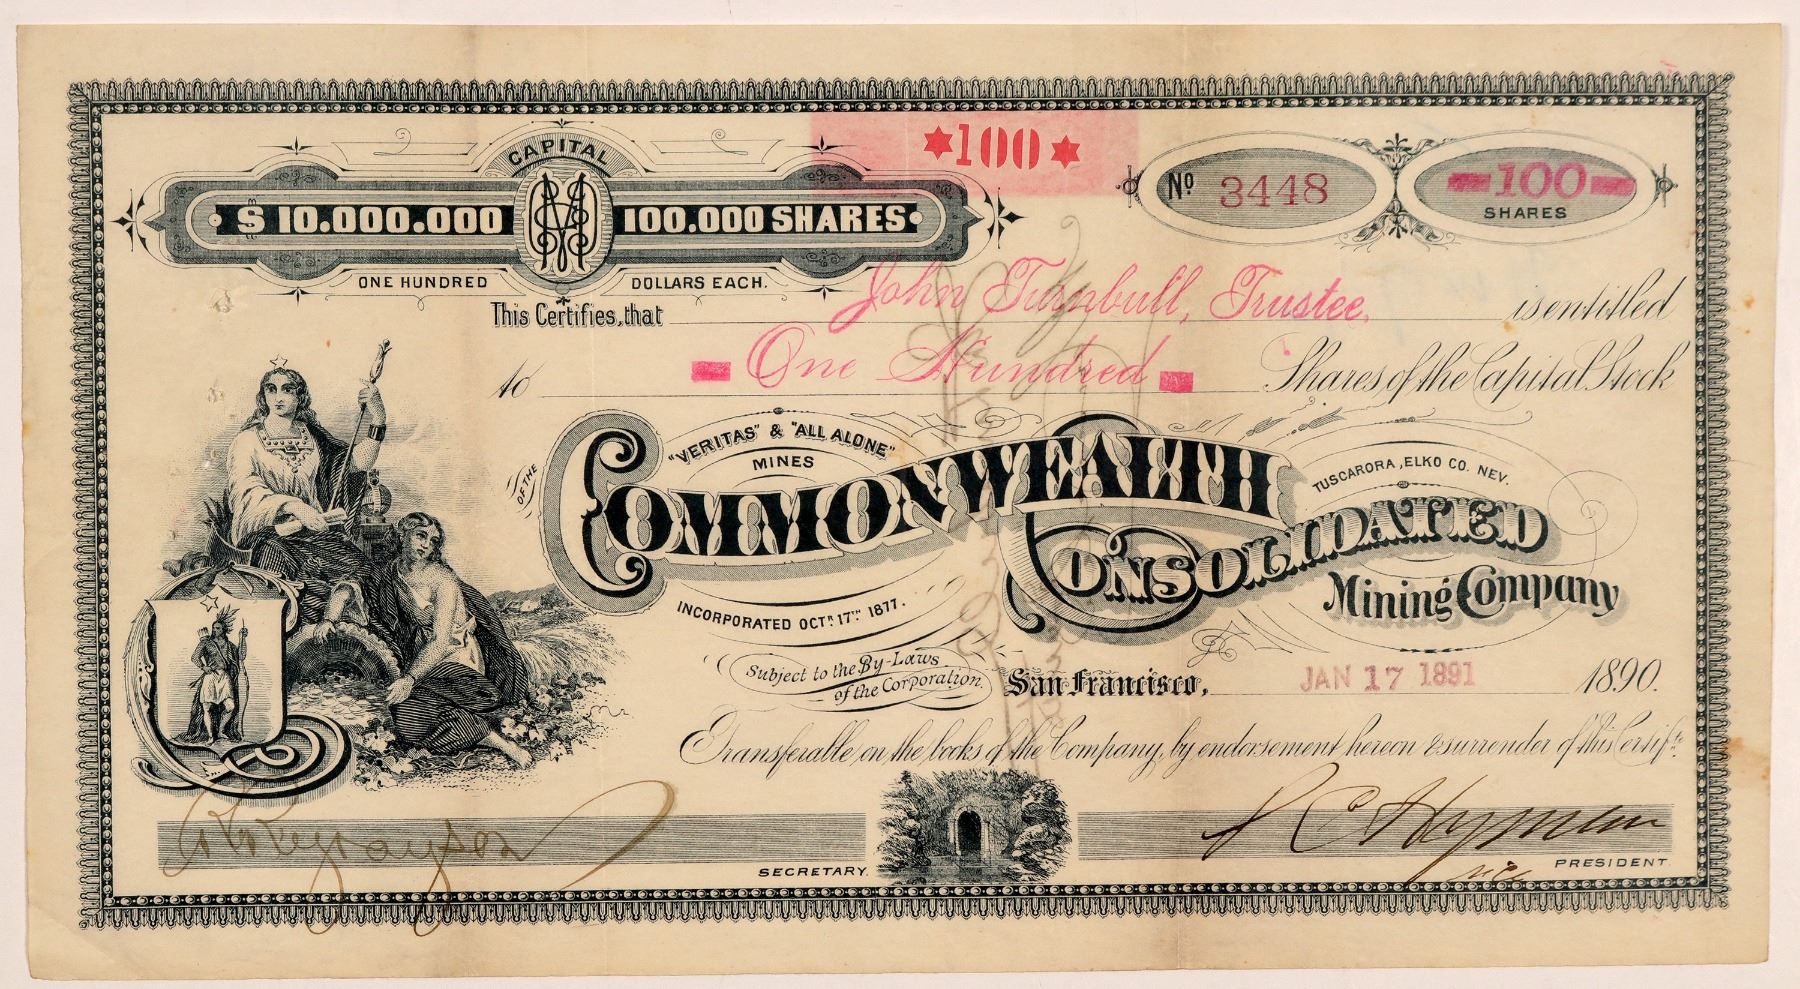 CAPITAL
$10.000.000 100.000 SHARES
ONE HUNDRED DOLLARS EACH.
*100*
No 3448
100
SHARES
This Certifies, that John Turnbull, Trustee, is entitled
to One Hundred Shares of the Capital Stock
OF THE
"VERITAS" & "ALL ALONE"
MINES
COMMONWEALTH
TUSCARORA, ELKO CO. NEV.
CONSOLIDATED
Mining Company
INCORPORATED OCTR. 17TH 1877.
Subject to the By-Laws
of the Corporation.
San Francisco, JAN 17 1891 1890.
Transferable on the books of the Company, by endorsement hereon & surrender of this Certifte
SECRETARY.
vice PRESIDENT.